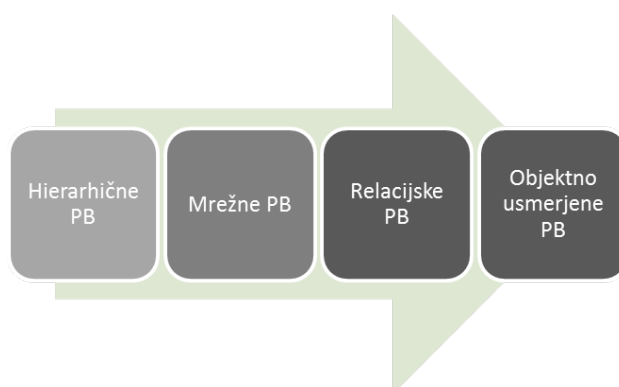 Hierarhične
PB
Mrežne PB
Relacijske
PB
Objektno
usmerjene
PB